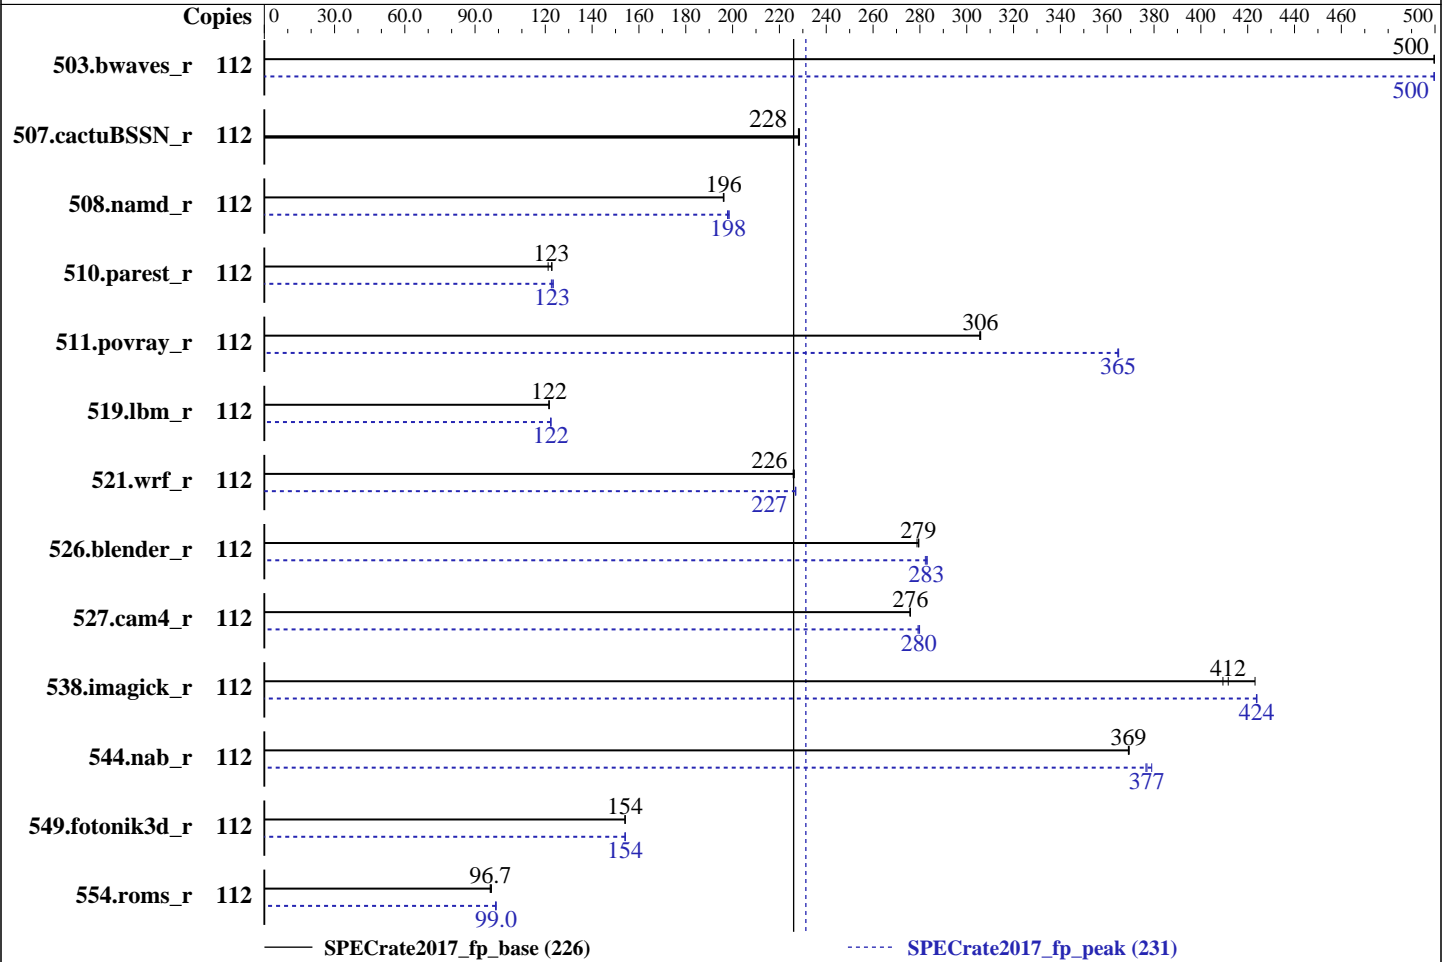 Copies 0 30.0 60.0 90.0 120 140 160 180 200 220 240 260 280 300 320 340 360 380 400 420 440 460 500
503.bwaves_r 112 500
500
507.cactuBSSN_r 112 228
508.namd_r 112 196
198
510.parest_r 112 123
123
511.povray_r 112 306
365
519.lbm_r 112 122
122
521.wrf_r 112 226
227
526.blender_r 112 279
283
527.cam4_r 112 276
280
538.imagick_r 112 412
424
544.nab_r 112 369
377
549.fotonik3d_r 112 154
154
554.roms_r 112 96.7
99.0
SPECrate2017_fp_base (226) SPECrate2017_fp_peak (231)